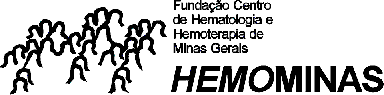 Fundação Centro
de Hematologia e
Hemoterapia de
Minas Gerais
HEMOMINAS